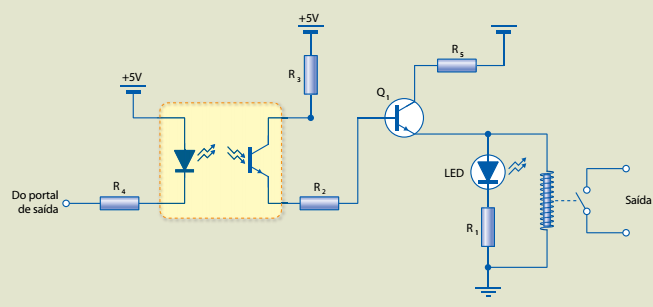 +5V
R3
R5
+5V
Q1
R4
R2
LED
Do portal
de saída
Saída
R1